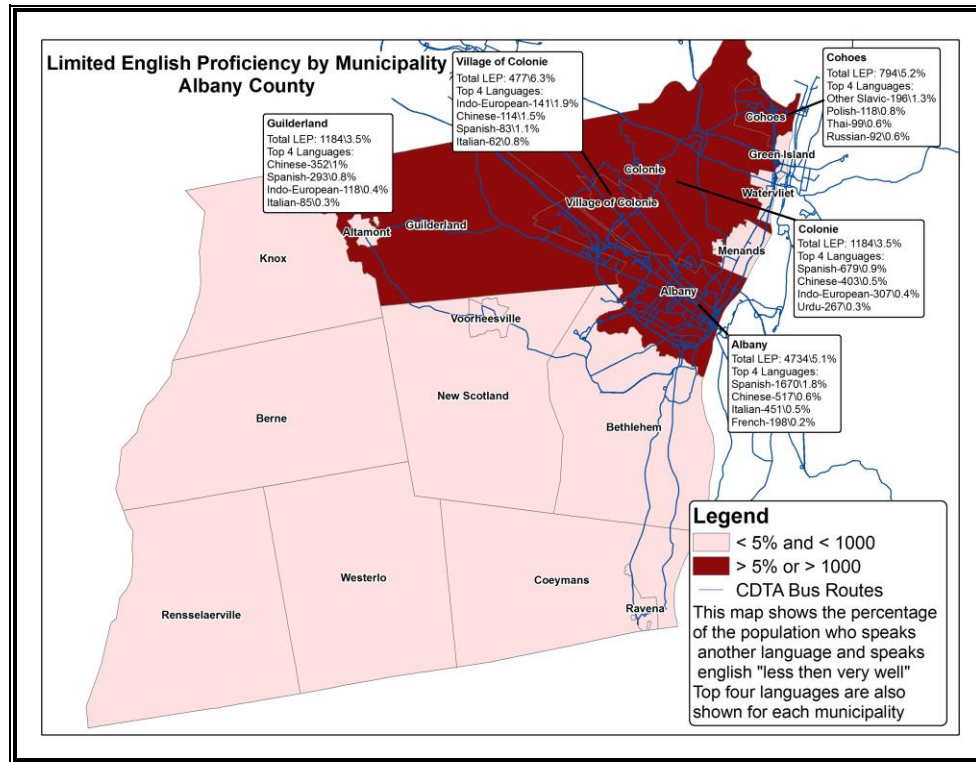 Limited English Proficiency by Municipality
Albany County
Village of Colonie
Total LEP: 477\6.3%
Top 4 Languages:
Indo-European-141\1.9%
Chinese-114\1.5%
Spanish-83\1.1%
Italian-62\0.8%
Cohoes
Total LEP: 794\5.2%
Top 4 Languages:
Other Slavic-196\1.3%
Polish-118\0.8%
Thai-99\0.6%
Russian-92\0.6%
Guilderland
Total LEP: 1184\3.5%
Top 4 Languages:
Chinese-352\1%
Spanish-293\0.8%
Indo-European-118\0.4%
Italian-85\0.3%
Cohoes
Green Island
Colonie
Watervliet
Village of Colonie
Guilderland
Altamont
Menands
Knox
Colonie
Total LEP: 1184\3.5%
Top 4 Languages:
Spanish-679\0.9%
Chinese-403\0.5%
Indo-European-307\0.4%
Urdu-267\0.3%
Albany
Voorheesville
Albany
Total LEP: 4734\5.1%
Top 4 Languages:
Spanish-1670\1.8%
Chinese-517\0.6%
Italian-451\0.5%
French-198\0.2%
New Scotland
Berne
Bethlehem
Westerlo
Coeymans
Rensselaerville
Ravena
Legend
< 5% and < 1000
> 5% or > 1000
CDTA Bus Routes
This map shows the percentage
of the population who speaks
another language and speaks
english "less then very well"
Top four languages are also
shown for each municipality